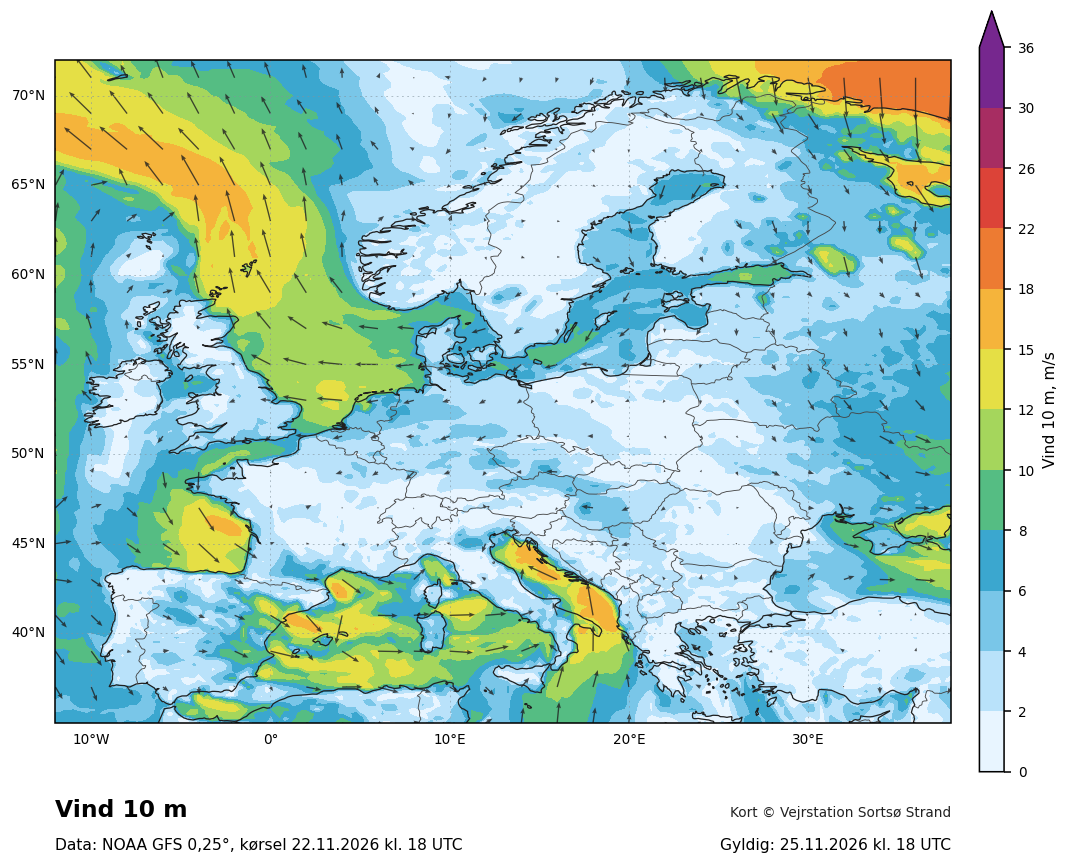 36
30
26
22
18
15
12
10
8
6
4
2
0
Vind 10 m, m/s
70°N
65°N
60°N
55°N
50°N
45°N
40°N
10°W
0°
10°E
20°E
30°E
Vind 10 m
Kort © Vejrstation Sortsø Strand
Data: NOAA GFS 0,25°, kørsel 22.11.2026 kl. 18 UTC
Gyldig: 25.11.2026 kl. 18 UTC